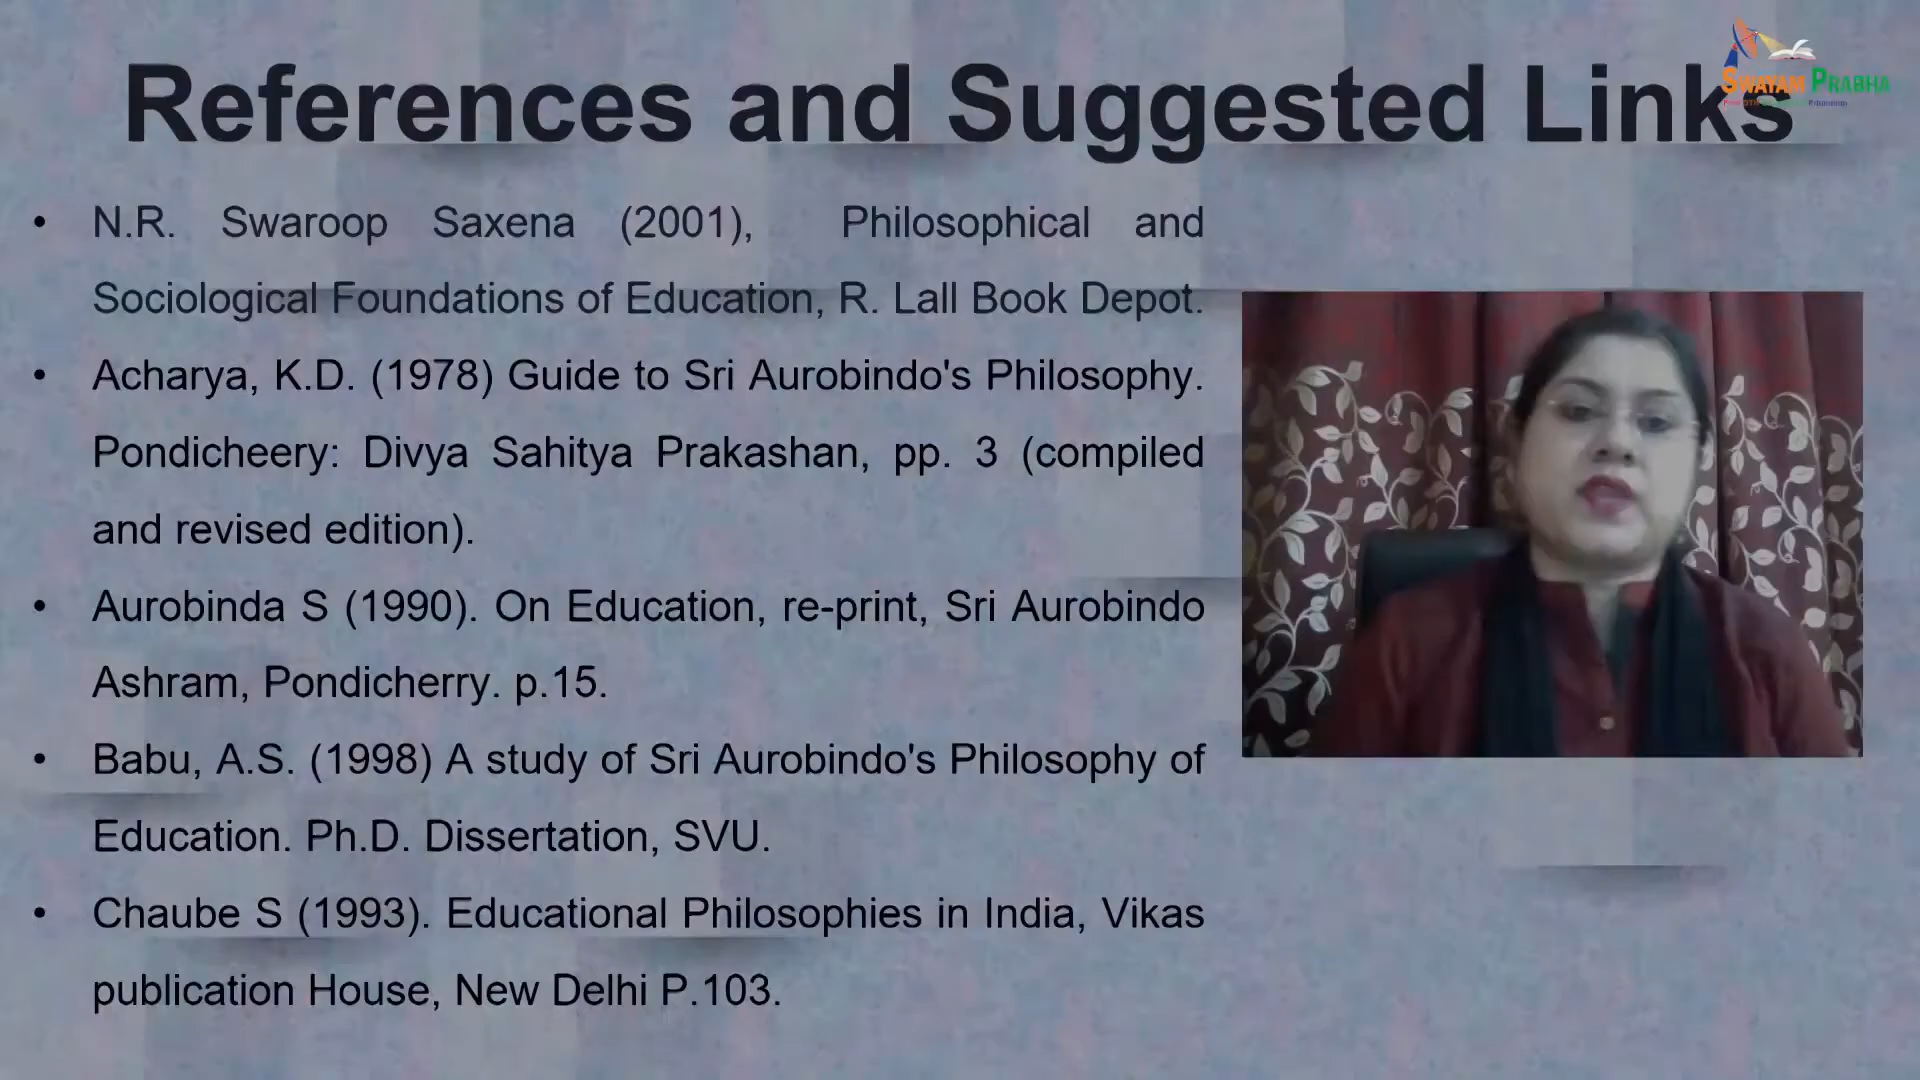 References and Suggested Links
SWAYAM PRABHA
• N.R. Swaroop Saxena (2001), Philosophical and
Sociological Foundations of Education, R. Lall Book Depot.
• Acharya, K.D. (1978) Guide to Sri Aurobindo's Philosophy.
Pondicheery: Divya Sahitya Prakashan, pp. 3 (compiled
and revised edition).
• Aurobinda S (1990). On Education, re-print, Sri Aurobindo
Ashram, Pondicherry. p.15.
• Babu, A.S. (1998) A study of Sri Aurobindo's Philosophy of
Education. Ph.D. Dissertation, SVU.
• Chaube S (1993). Educational Philosophies in India, Vikas
publication House, New Delhi P.103.